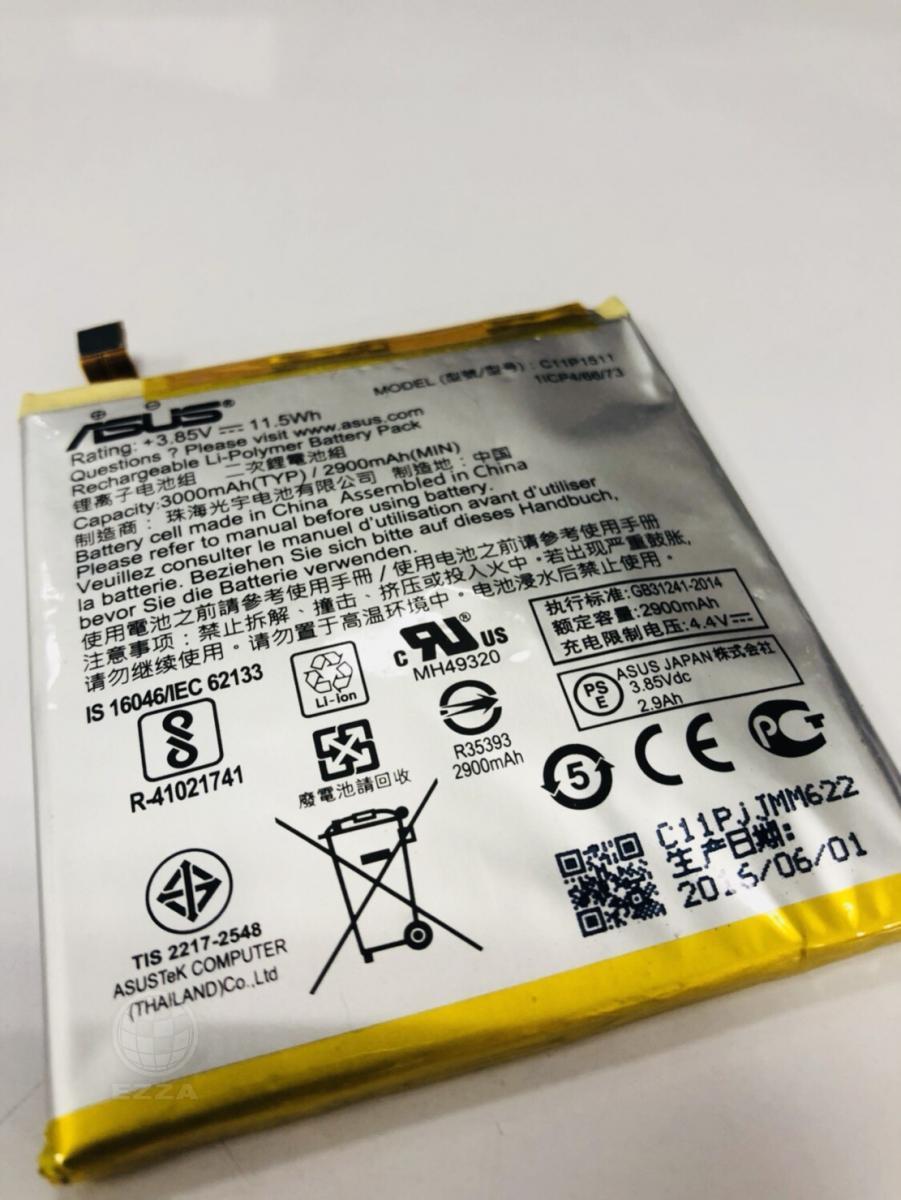 MODEL (型號/型号) : C11P1511
1ICP4/66/73
ASUS®
Rating: +3.85V ⎓ 11.5Wh
Questions ? Please visit www.asus.com
Rechargeable Li-Polymer Battery Pack
锂离子电池组 二次鋰電池組
Capacity:3000mAh(TYP) / 2900mAh(MIN)
制造商: 珠海光宇电池有限公司 制造地: 中国
Battery cell made in China Assembled in China
Please refer to manual before using battery.
Veuillez consulter le manuel d'utilisation avant d'utiliser
la batterie. Beziehen Sie sich bitte auf dieses Handbuch,
bevor Sie die Batterie verwenden.
使用電池之前請參考使用手冊 / 使用电池之前请参考使用手册
注意事项: 禁止拆解、撞击、挤压或投入火中。若出现严重鼓胀,
请勿继续使用。请勿置于高温环境中。电池浸水后禁止使用。
执行标准:GB31241-2014
额定容量:2900mAh
充电限制电压:4.4V⎓
IS 16046/IEC 62133
R-41021741
Li-ion
廢電池請回收
c RU ® US
MH49320
R35393
2900mAh
PS
E
ASUS JAPAN株式会社
3.85Vdc
2.9Ah
5
CE
C11PjJMM622
生产日期:
TIS 2217-2548
ASUSTeK COMPUTER
(THAILAND)Co.,Ltd
EZZA